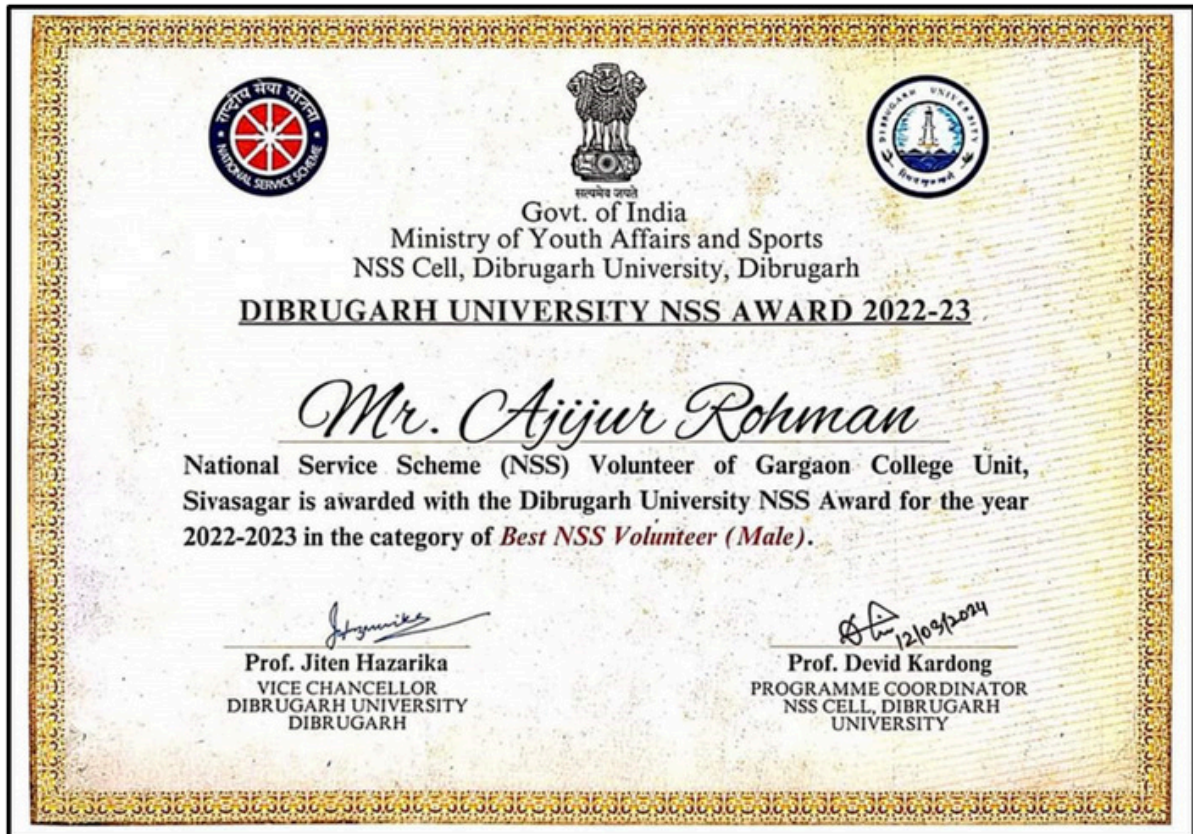 राष्ट्रीय सेवा योजना
NATIONAL SERVICE SCHEME
सत्यमेव जयते
DIBRUGARH UNIVERSITY
Govt. of India
Ministry of Youth Affairs and Sports
NSS Cell, Dibrugarh University, Dibrugarh
DIBRUGARH UNIVERSITY NSS AWARD 2022-23
Mr. Ajijur Rohman
National Service Scheme (NSS) Volunteer of Gargaon College Unit,
Sivasagar is awarded with the Dibrugarh University NSS Award for the year
2022-2023 in the category of Best NSS Volunteer (Male).
12/03/2024
Prof. Jiten Hazarika
VICE CHANCELLOR
DIBRUGARH UNIVERSITY
DIBRUGARH
Prof. Devid Kardong
PROGRAMME COORDINATOR
NSS CELL, DIBRUGARH
UNIVERSITY